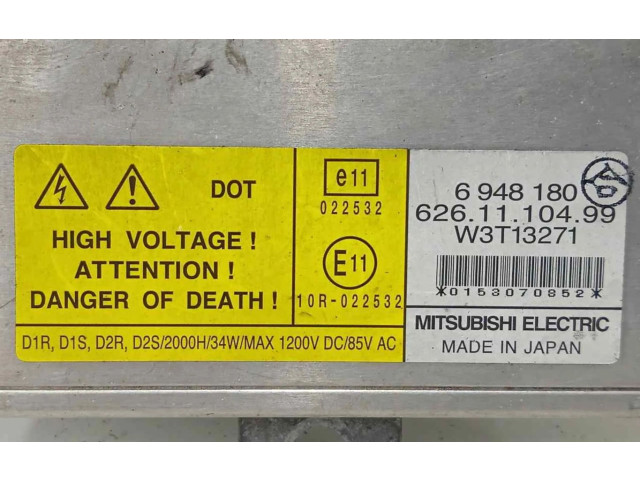 DOT
HIGH VOLTAGE !
ATTENTION !
DANGER OF DEATH !
e11
022532
E11
10R-022532
D1R, D1S, D2R, D2S/2000H/34W/MAX 1200V DC/85V AC
6 948 180
626.11.104.99
W3T13271
*0153070852*
MITSUBISHI ELECTRIC
MADE IN JAPAN